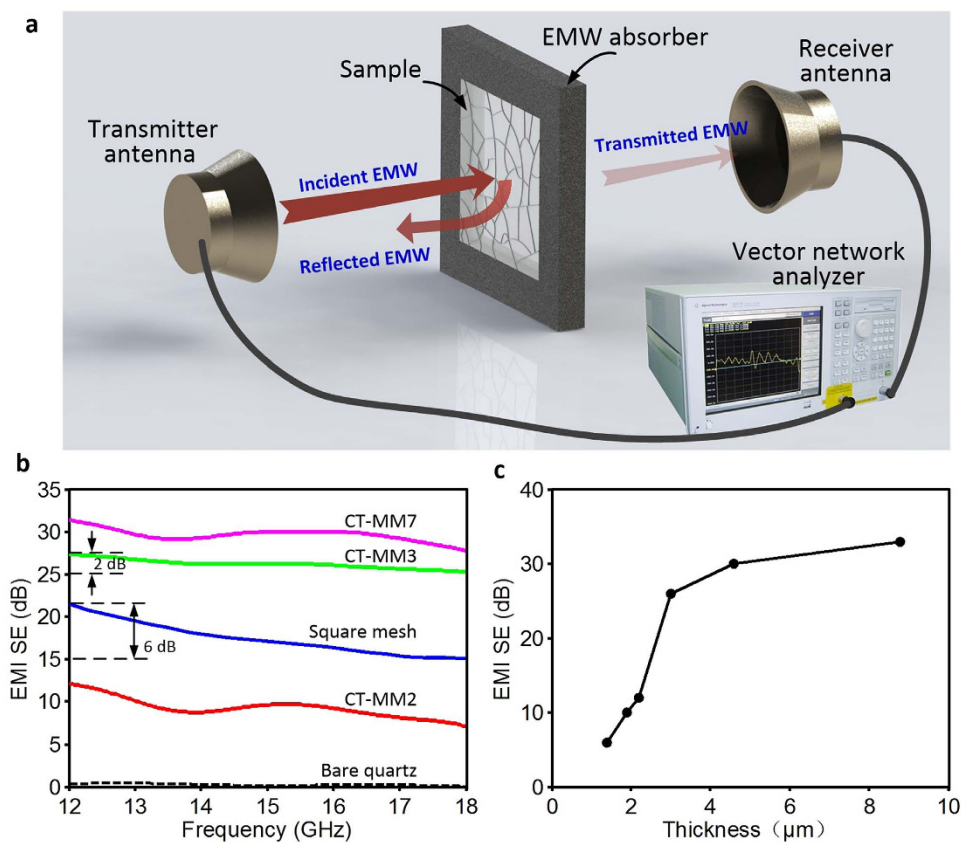 a
EMW absorber
Receiver
antenna
Sample
Transmitter
antenna
Transmitted EMW
Incident EMW
Reflected EMW
Vector network
analyzer
b
EMI SE (dB)
35
30
25
20
15
10
5
0
CT-MM7
CT-MM3
2 dB
Square mesh
6 dB
CT-MM2
Bare quartz
12 13 14 15 16 17 18
Frequency (GHz)
c
EMI SE (dB)
40
30
20
10
0
0 2 4 6 8 10
Thickness（μm）